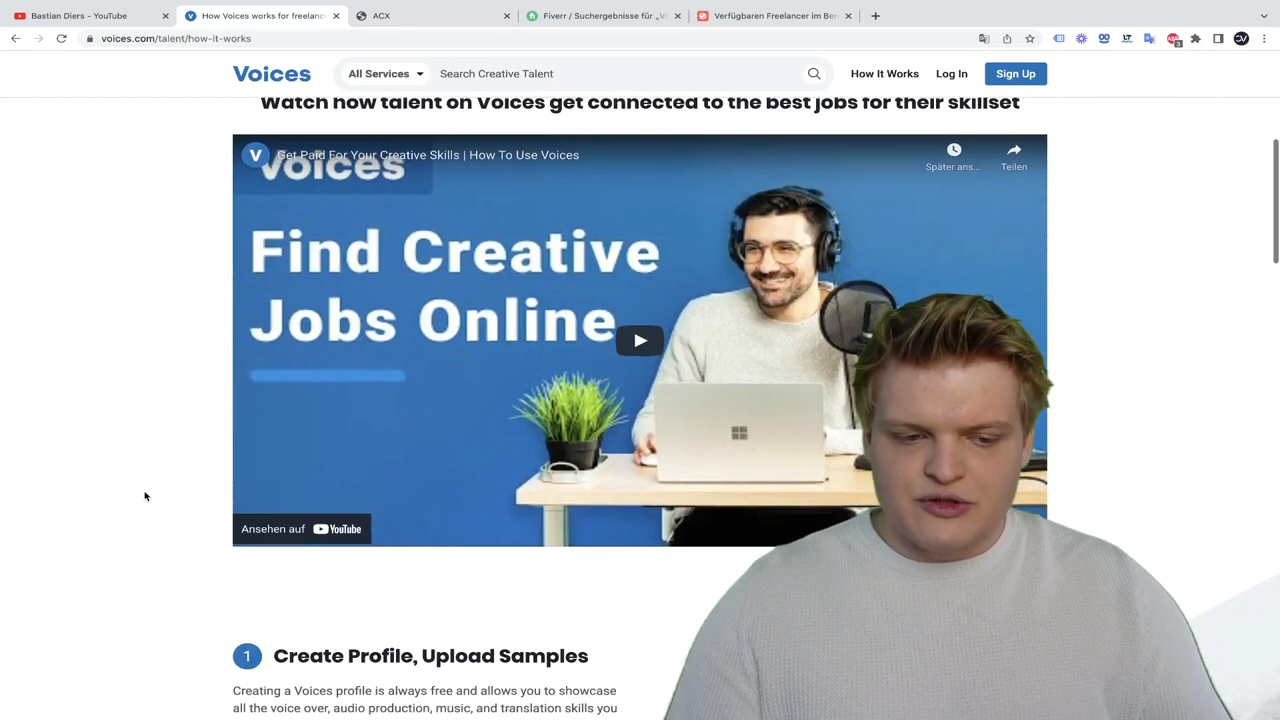 Bastian Diers - YouTube
How Voices works for freelanc
ACX
Fiverr / Suchergebnisse für „Vo
Verfügbaren Freelancer im Ber
voices.com/talent/how-it-works
Voices
All Services
Search Creative Talent
How It Works
Log In
Sign Up
Watch how talent on Voices get connected to the best jobs for their skillset
V
Get Paid For Your Creative Skills | How To Use Voices
Später ans...
Teilen
Voices
Find Creative
Jobs Online
Ansehen auf YouTube
1 Create Profile, Upload Samples
Creating a Voices profile is always free and allows you to showcase
all the voice over, audio production, music, and translation skills you